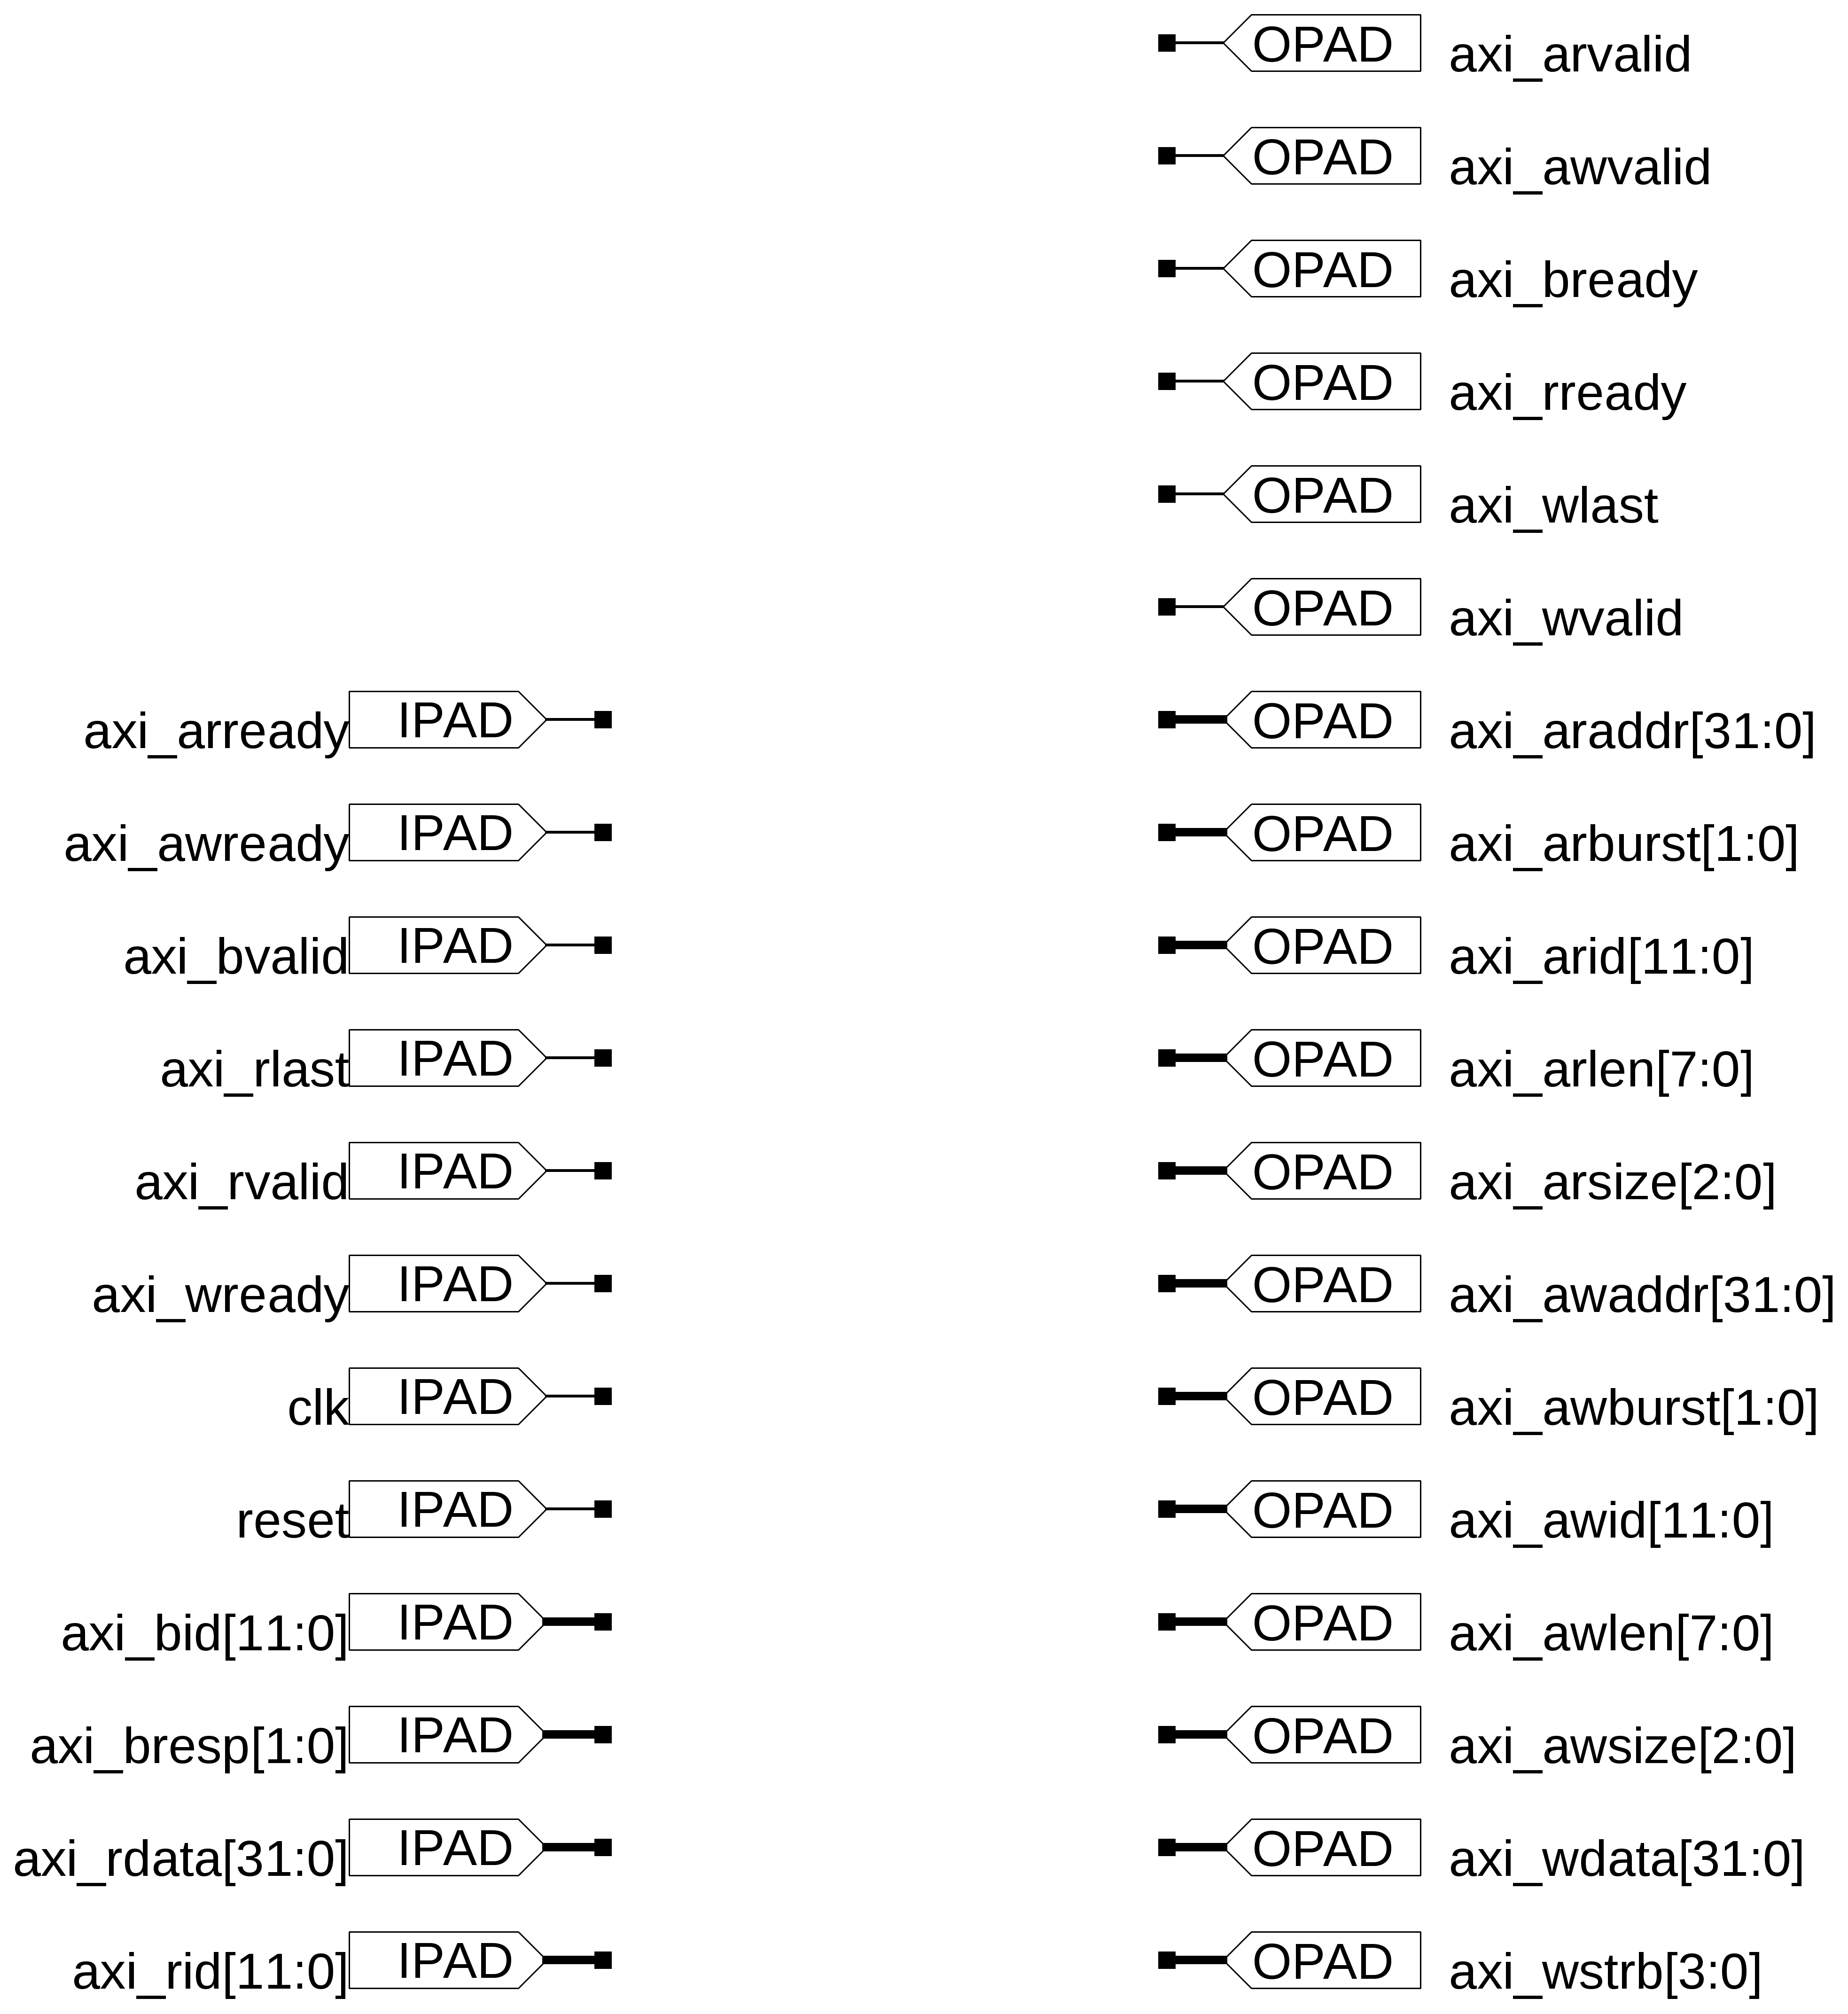 OPAD axi_arvalid
OPAD axi_awvalid
OPAD axi_bready
OPAD axi_rready
OPAD axi_wlast
OPAD axi_wvalid
axi_arready IPAD OPAD axi_araddr[31:0]
axi_awready IPAD OPAD axi_arburst[1:0]
axi_bvalid IPAD OPAD axi_arid[11:0]
axi_rlast IPAD OPAD axi_arlen[7:0]
axi_rvalid IPAD OPAD axi_arsize[2:0]
axi_wready IPAD OPAD axi_awaddr[31:0]
clk IPAD OPAD axi_awburst[1:0]
reset IPAD OPAD axi_awid[11:0]
axi_bid[11:0] IPAD OPAD axi_awlen[7:0]
axi_bresp[1:0] IPAD OPAD axi_awsize[2:0]
axi_rdata[31:0] IPAD OPAD axi_wdata[31:0]
axi_rid[11:0] IPAD OPAD axi_wstrb[3:0]